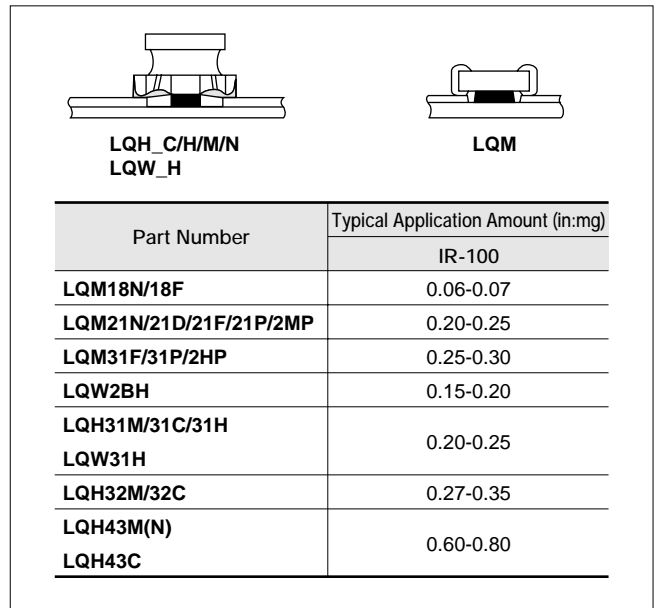 LQH_C/H/M/N
LQW_H
LQM
Part Number
Typical Application Amount (in:mg)
IR-100
LQM18N/18F 0.06-0.07
LQM21N/21D/21F/21P/2MP 0.20-0.25
LQM31F/31P/2HP 0.25-0.30
LQW2BH 0.15-0.20
LQH31M/31C/31H
LQW31H
0.20-0.25
LQH32M/32C 0.27-0.35
LQH43M(N)
LQH43C
0.60-0.80